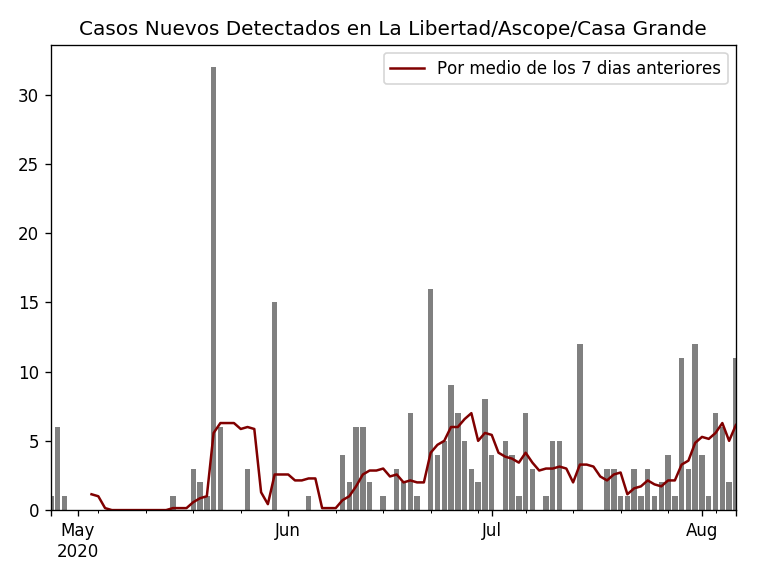 Casos Nuevos Detectados en La Libertad/Ascope/Casa Grande
Por medio de los 7 dias anteriores
30
25
20
15
10
5
0
May Jun Jul Aug
2020